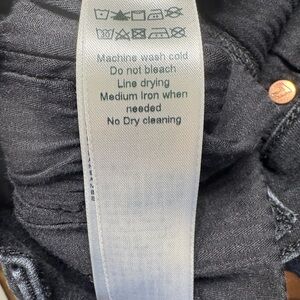 Machine wash cold
Do not bleach
Line drying
Medium Iron when
needed
No Dry cleaning